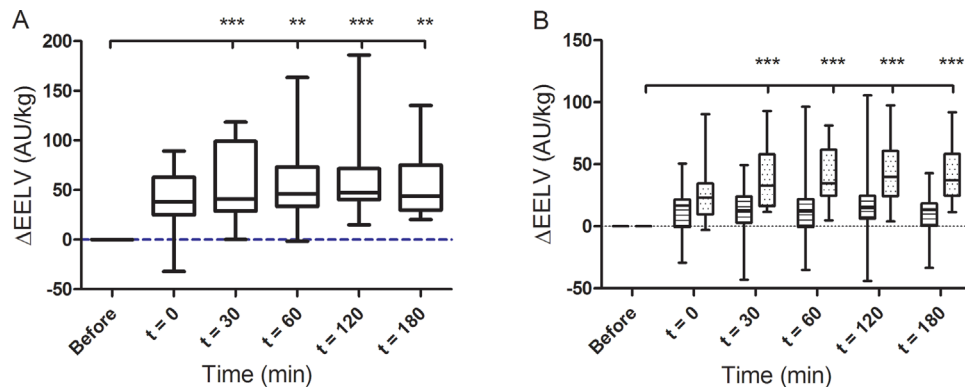 A
*** ** *** **
ΔEELV (AU/kg)
200
150
100
50
0
-50
Before t = 0 t = 30 t = 60 t = 120 t = 180
Time (min)
B
*** *** *** ***
ΔEELV (AU/kg)
150
100
50
0
-50
Before t = 0 t = 30 t = 60 t = 120 t = 180
Time (min)